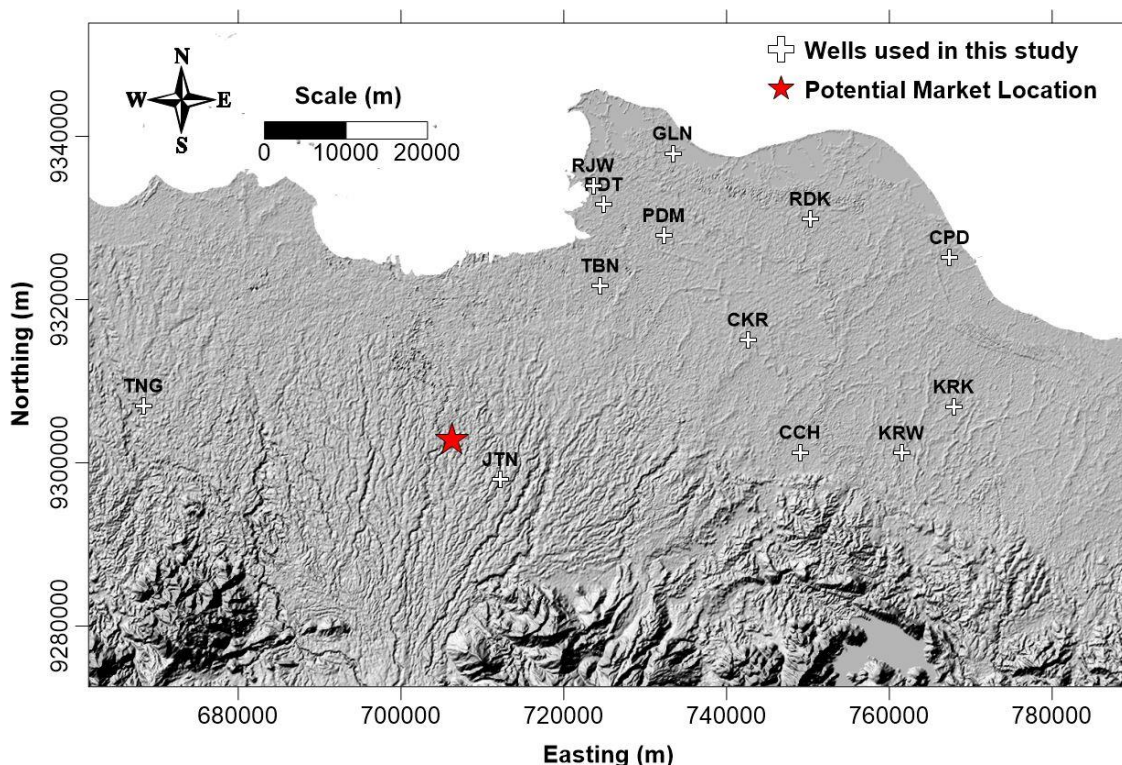 Wells used in this study
Potential Market Location
N
W E
S
Scale (m)
0 10000 20000
GLN
RJW
RDK
PDM
CPD
TBN
CKR
TNG
KRK
CCH
KRW
JTN
Northing (m)
9340000
9320000
9300000
9280000
680000 700000 720000 740000 760000 780000
Easting (m)